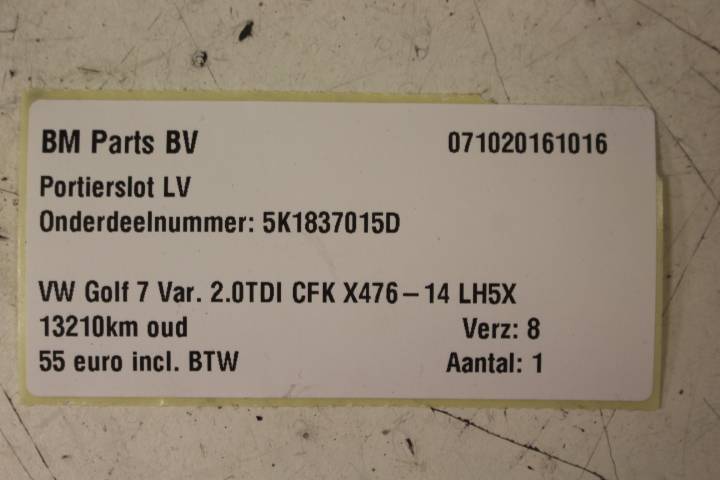 BM Parts BV 071020161016
Portierslot LV
Onderdeelnummer: 5K1837015D
VW Golf 7 Var. 2.0TDI CFK X476-14 LH5X
13210km oud Verz: 8
55 euro incl. BTW Aantal: 1